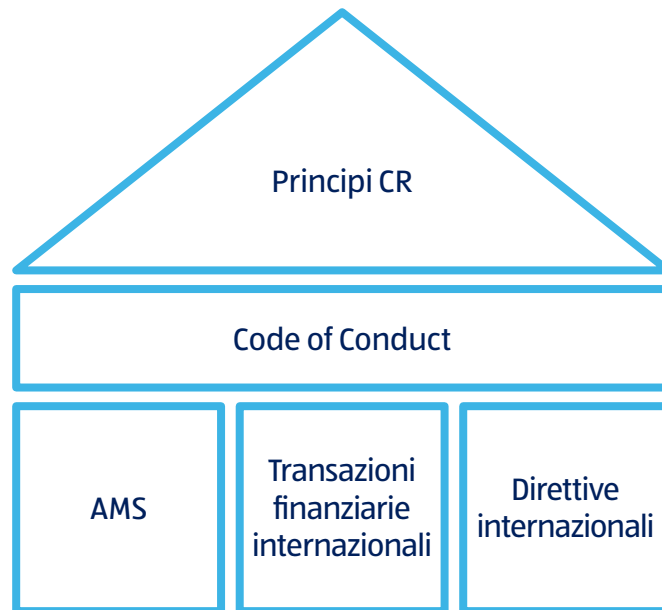 Principi CR
Code of Conduct
AMS
Transazioni
finanziarie
internazionali
Direttive
internazionali